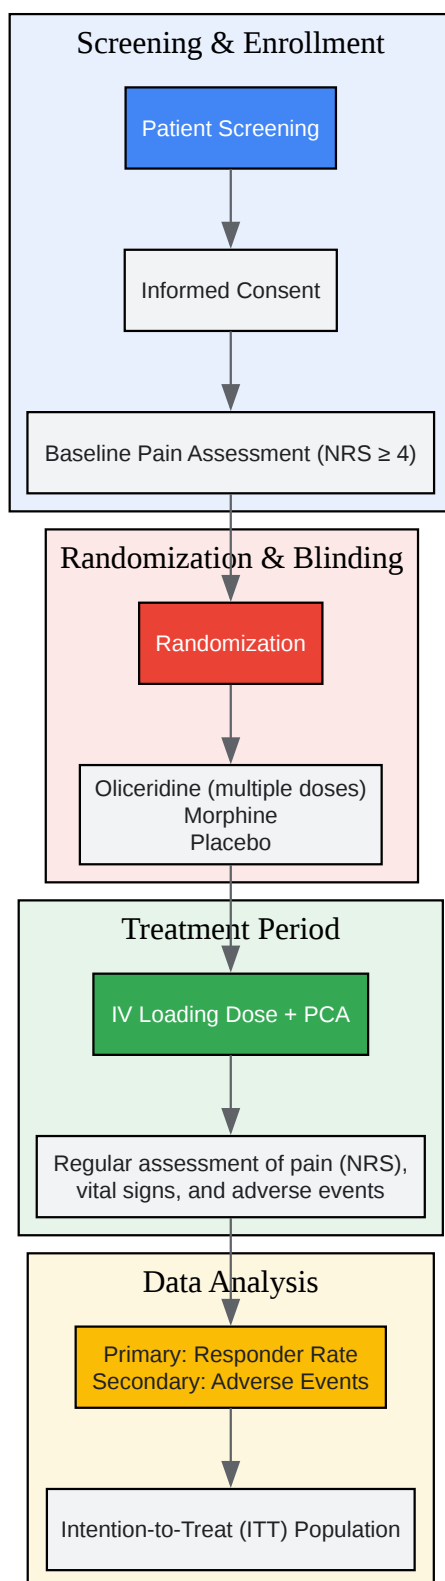 Screening & Enrollment
Patient Screening
Informed Consent
Baseline Pain Assessment (NRS ≥ 4)
Randomization & Blinding
Randomization
Oliceridine (multiple doses)
Morphine
Placebo
Treatment Period
IV Loading Dose + PCA
Regular assessment of pain (NRS),
vital signs, and adverse events
Data Analysis
Primary: Responder Rate
Secondary: Adverse Events
Intention-to-Treat (ITT) Population